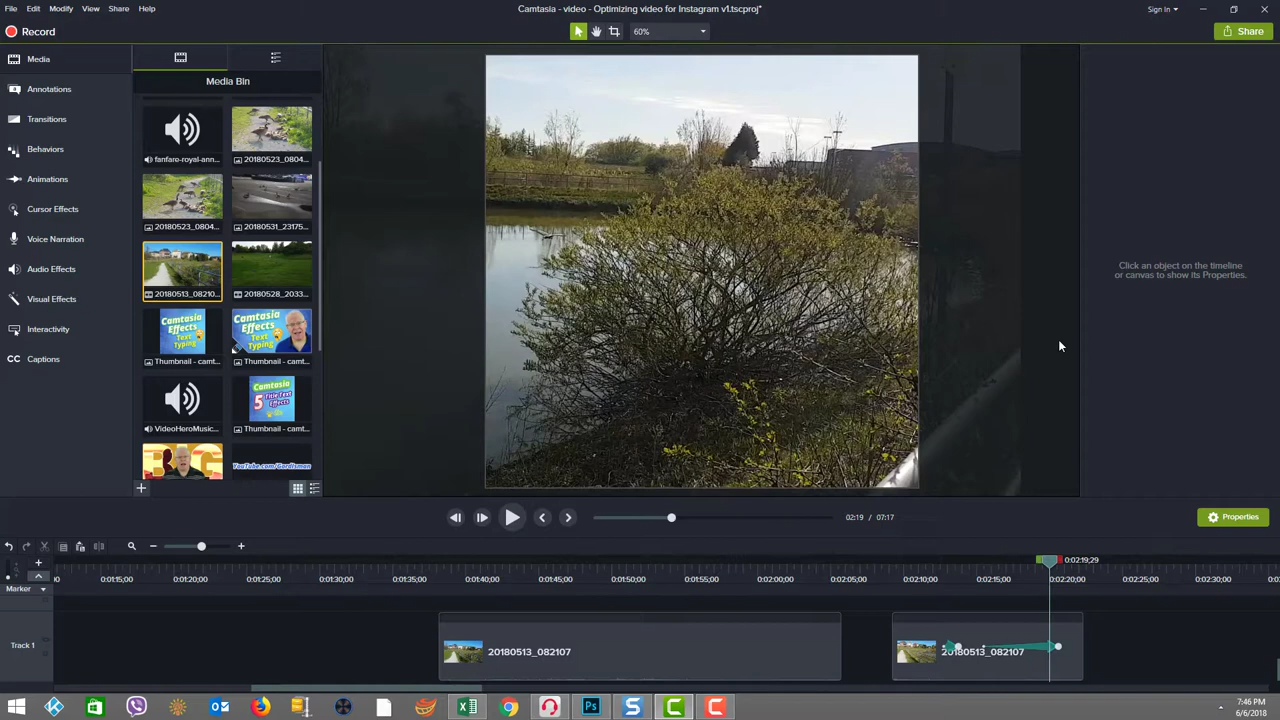 File Edit Modify View Share Help
Camtasia - video - Optimizing video for Instagram v1.tscproj*
Sign In
Record
60%
Share
Media
Annotations
Transitions
Behaviors
Animations
Cursor Effects
Voice Narration
Audio Effects
Visual Effects
Interactivity
CC Captions
Media Bin
fanfare-royal-ann...
20180523_0804...
20180523_0804...
20180531_23175...
20180513_08210...
20180528_2033...
Camtasia Effects Text Typing
Camtasia Effects Text Typing
Thumbnail - camt...
Thumbnail - camt...
Camtasia 5 Title Text Effects
VideoHeroMusic...
Thumbnail - camt...
YouTube.com/Gordisman
Click an object on the timeline
or canvas to show its Properties.
02:19 / 07:17
Properties
0:02:19;29
0:01:15;00 0:01:20;00 0:01:25;00 0:01:30;00 0:01:35;00 0:01:40;00 0:01:45;00 0:01:50;00 0:01:55;00 0:02:00;00 0:02:05;00 0:02:10;00 0:02:15;00 0:02:20;00 0:02:25;00 0:02:30;00
Marker
Track 1
20180513_082107
20180513_082107
7:46 PM
6/6/2018